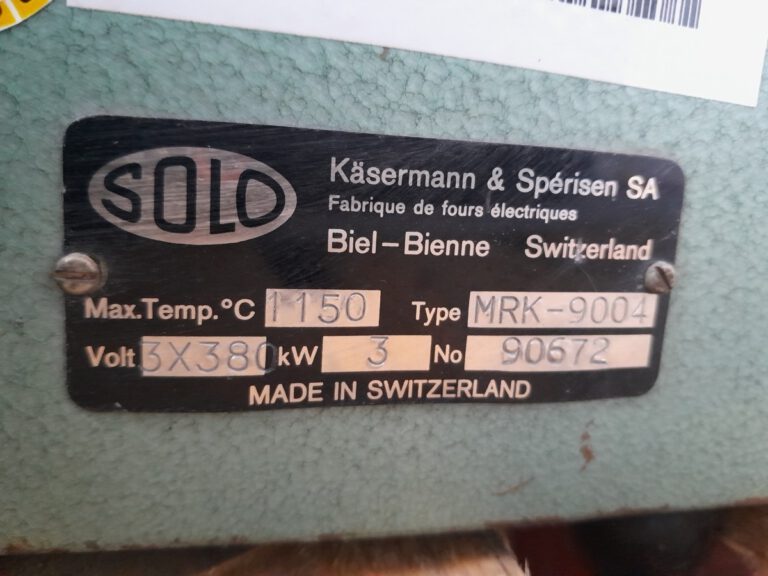 SOLO
Käsermann & Spérisen SA
Fabrique de fours électriques
Biel–Bienne Switzerland
Max.Temp.°C 1150 Type MRK-9004
Volt 3X380 kW 3 No 90672
MADE IN SWITZERLAND